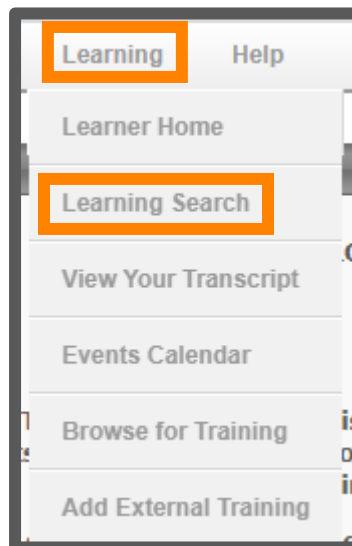 Learning Help
Learner Home
Learning Search
View Your Transcript
Events Calendar
Browse for Training
Add External Training